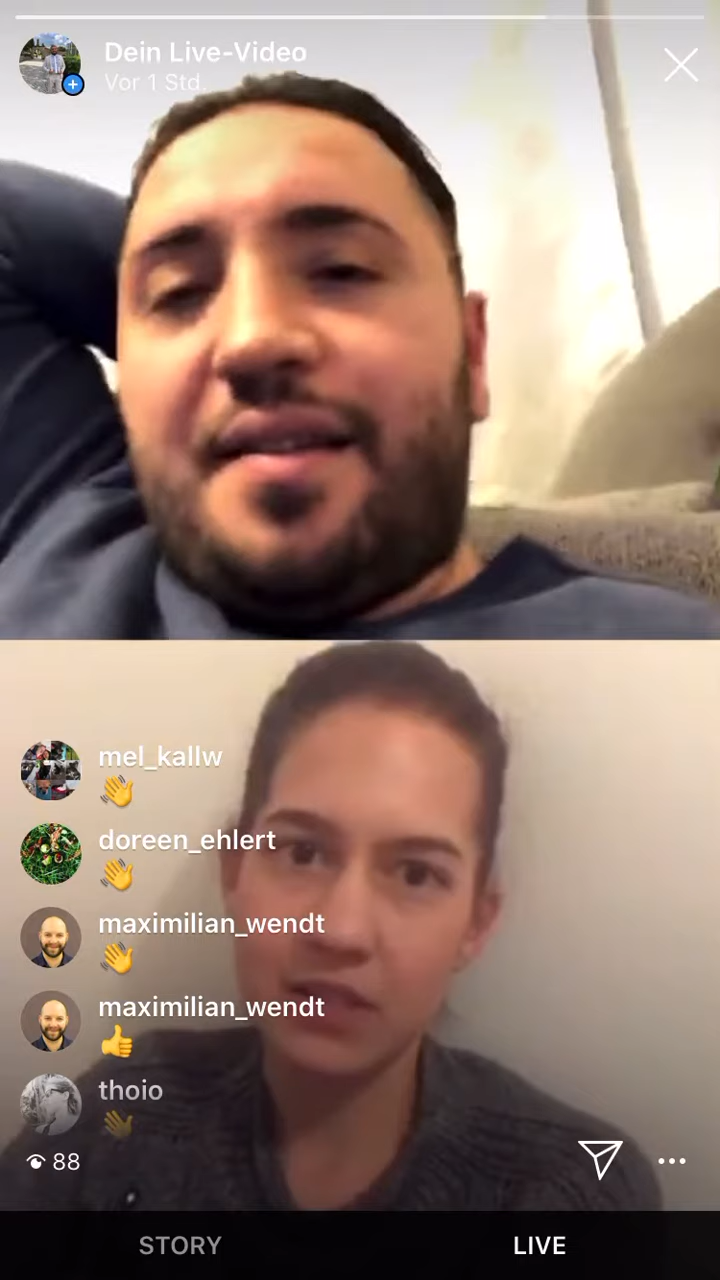 Dein Live-Video
Vor 1 Std.
mel_kallw
👋
doreen_ehlert
👋
maximilian_wendt
👋
maximilian_wendt
👍
thoio
👋
88
STORY
LIVE